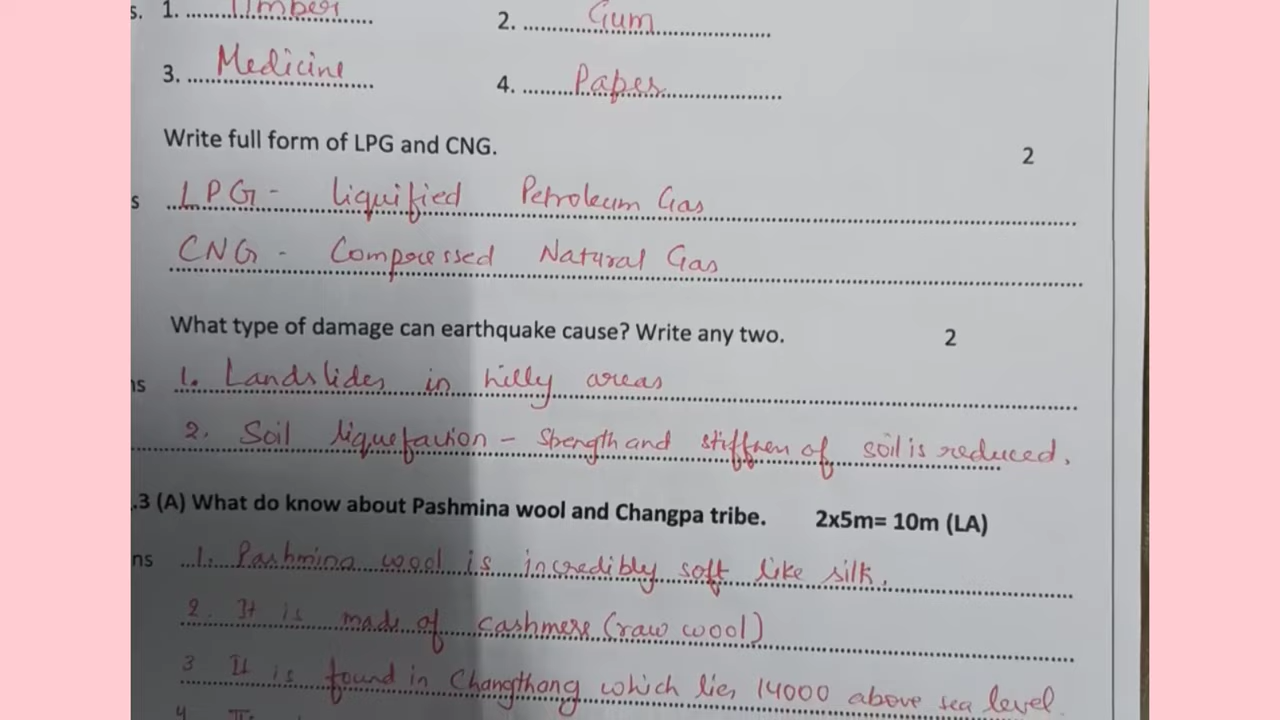 s. 1. Timber 2. Gum
3. Medicine 4. Paper
Write full form of LPG and CNG. 2
s LPG - liquified Petroleum Gas
CNG - Compressed Natural Gas
What type of damage can earthquake cause? Write any two. 2
ns 1. Landslides in hilly areas
2. Soil liquefaction - Strength and stiffnen of soil is reduced.
.3 (A) What do know about Pashmina wool and Changpa tribe. 2x5m= 10m (LA)
ns 1. Pashmina wool is incredibly soft like silk.
2. It is made of cashmere (raw wool)
3 It is found in Changthang which lies 14000 above sea level.
4